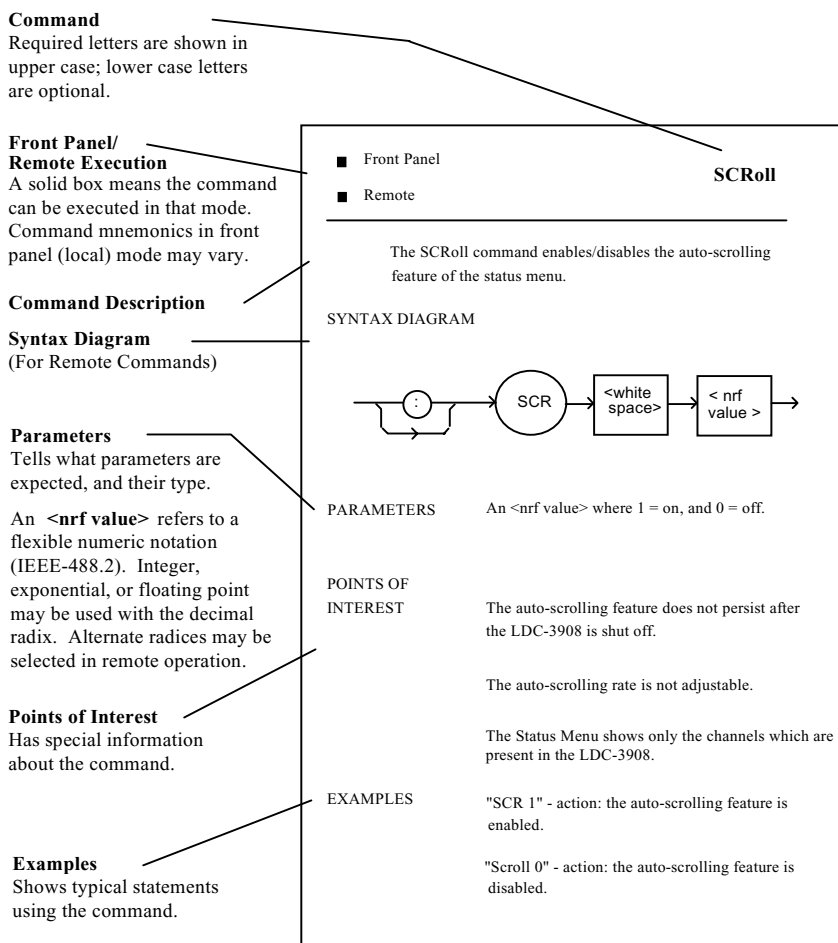 Command
Required letters are shown in
upper case; lower case letters
are optional.
Front Panel/
Remote Execution
A solid box means the command
can be executed in that mode.
Command mnemonics in front
panel (local) mode may vary.
Command Description
Syntax Diagram
(For Remote Commands)
Parameters
Tells what parameters are
expected, and their type.
An <nrf value> refers to a
flexible numeric notation
(IEEE-488.2). Integer,
exponential, or floating point
may be used with the decimal
radix. Alternate radices may be
selected in remote operation.
Points of Interest
Has special information
about the command.
Examples
Shows typical statements
using the command.
Front Panel
Remote
SCRoll
The SCRoll command enables/disables the auto-scrolling
feature of the status menu.
SYNTAX DIAGRAM
:
SCR
<white
space>
< nrf
value >
PARAMETERS
An <nrf value> where 1 = on, and 0 = off.
POINTS OF
INTEREST
The auto-scrolling feature does not persist after
the LDC-3908 is shut off.
The auto-scrolling rate is not adjustable.
The Status Menu shows only the channels which are
present in the LDC-3908.
EXAMPLES
"SCR 1" - action: the auto-scrolling feature is
enabled.
"Scroll 0" - action: the auto-scrolling feature is
disabled.